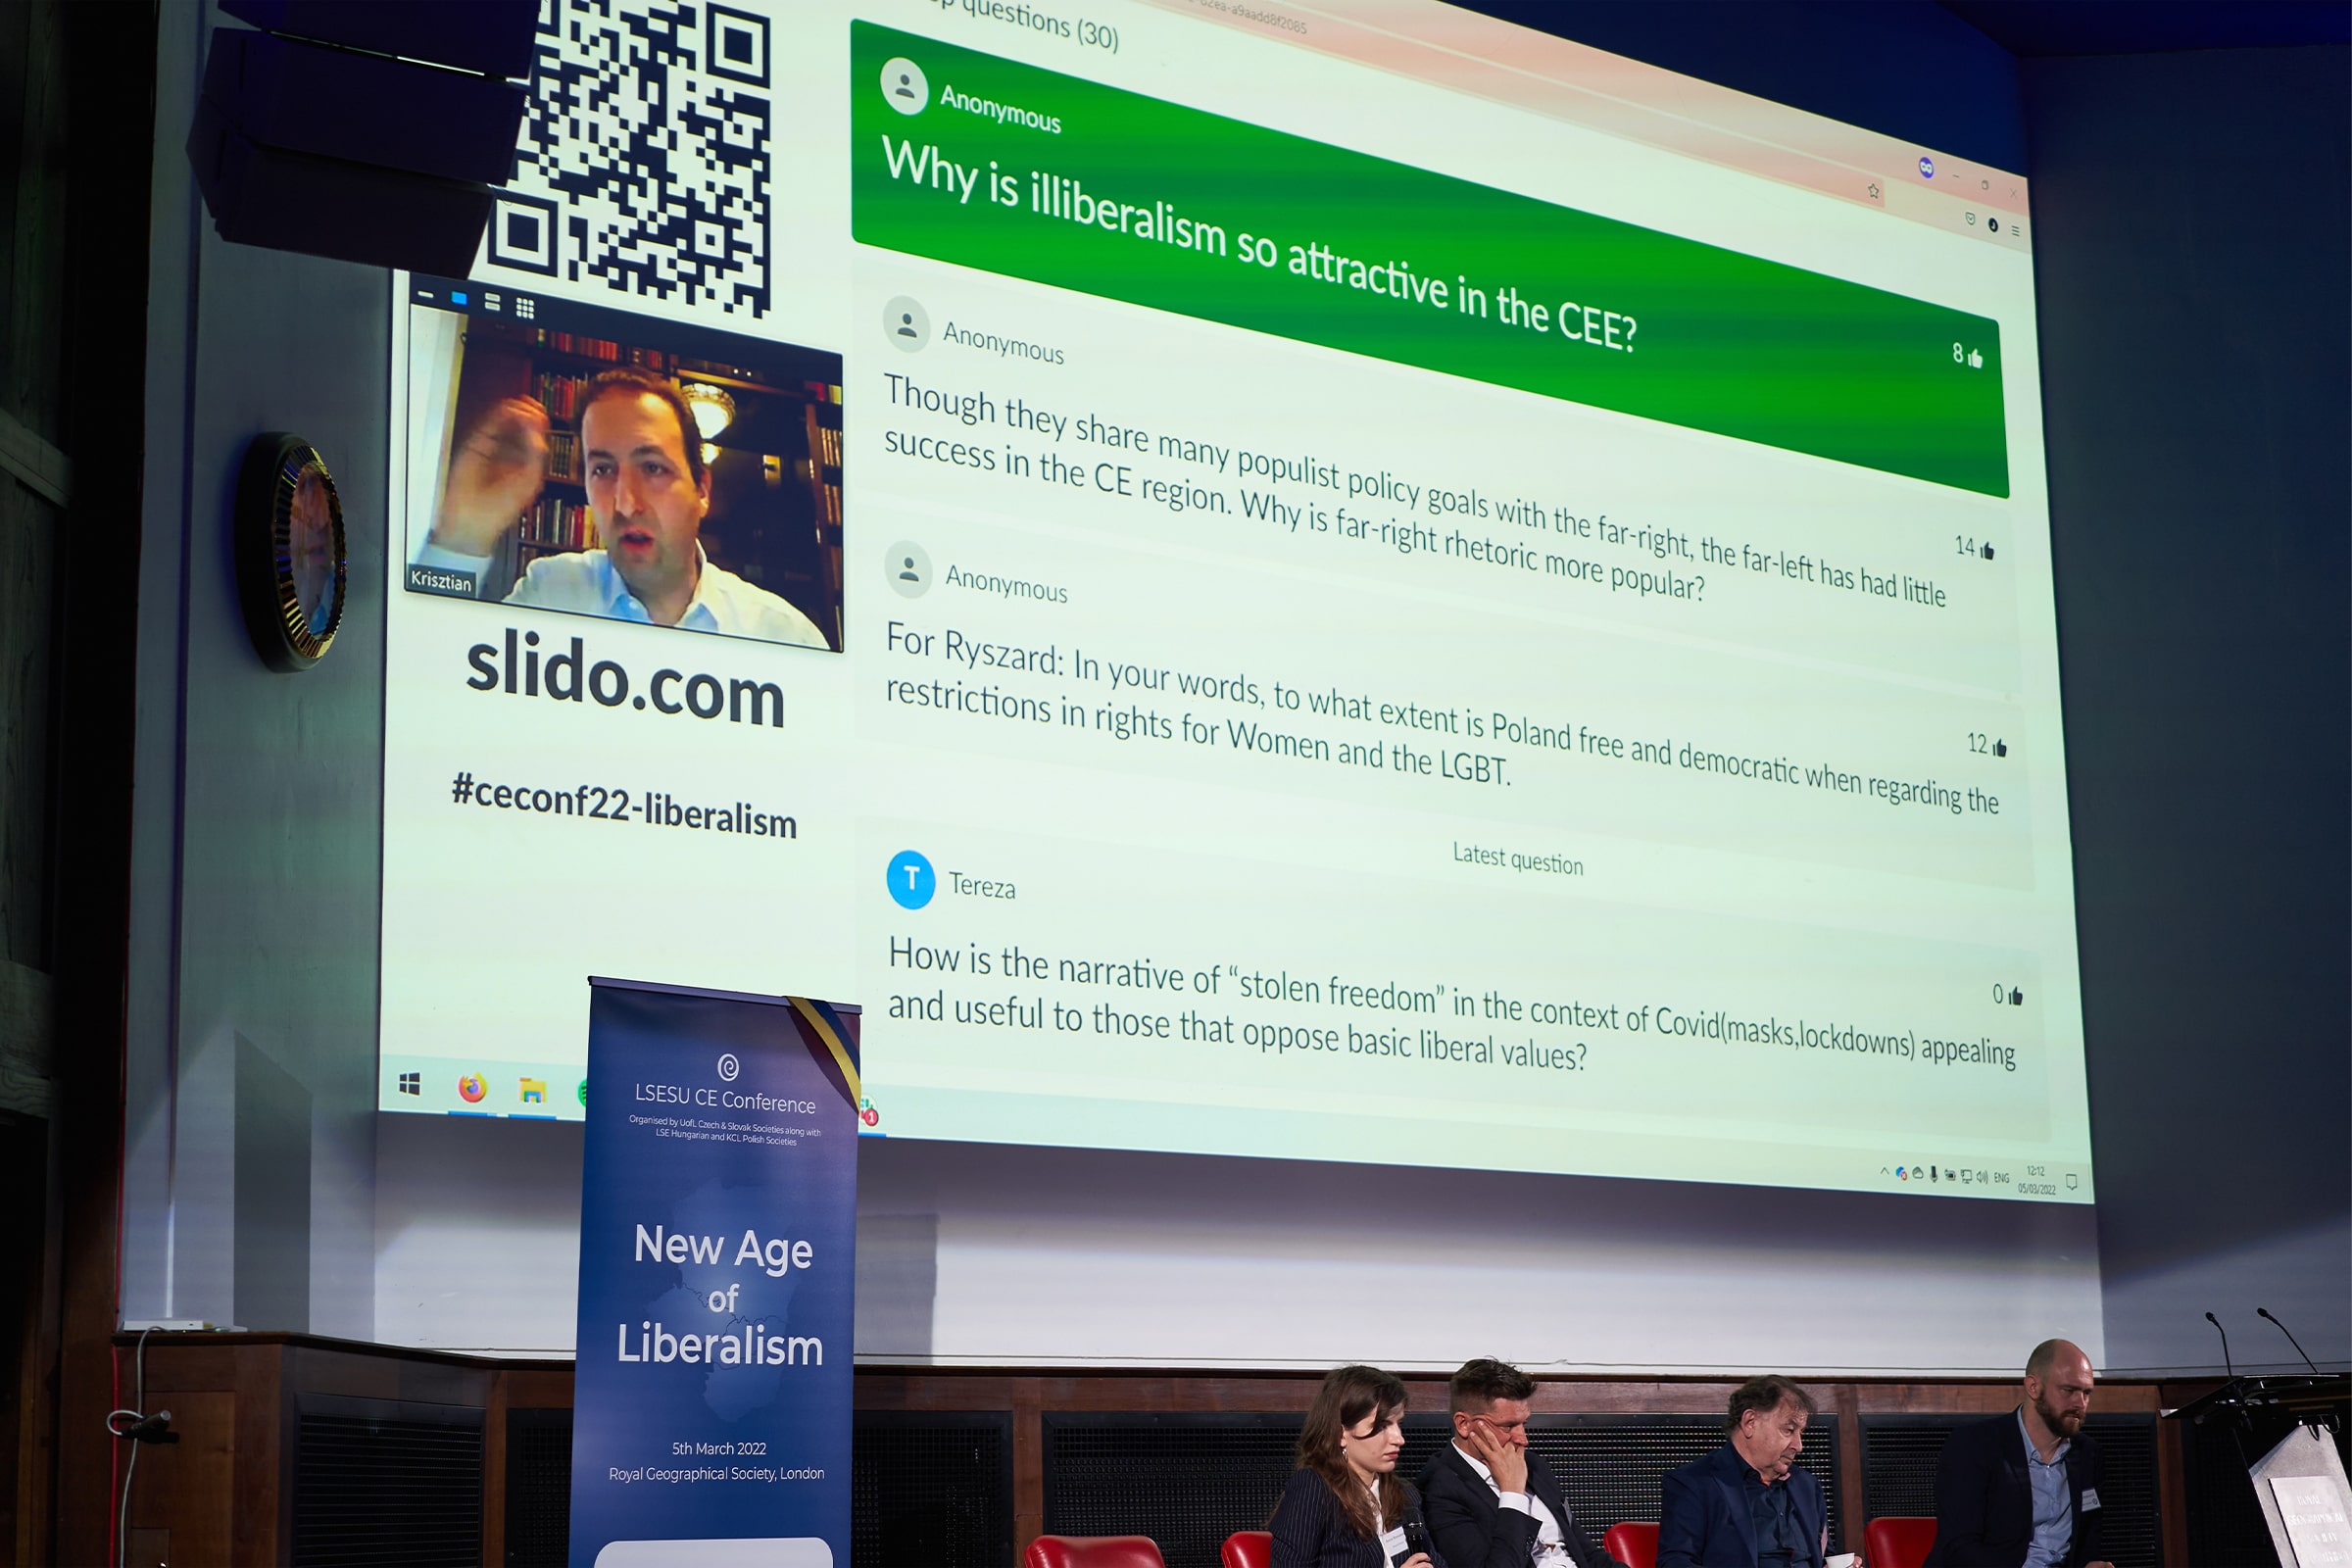 questions (30)
Anonymous
Why is illiberalism so attractive in the CEE?
8
Anonymous
Though they share many populist policy goals with the far-right, the far-left has had little
success in the CE region. Why is far-right rhetoric more popular?
14
Anonymous
For Ryszard: In your words, to what extent is Poland free and democratic when regarding the
restrictions in rights for Women and the LGBT.
12
Latest question
T
Tereza
How is the narrative of “stolen freedom” in the context of Covid(masks,lockdowns) appealing
and useful to those that oppose basic liberal values?
0
Krisztian
slido.com
#ceconf22-liberalism
ENG
12:12
05/03/2022
1
LSESU CE Conference
Organised by UofL Czech & Slovak Societies along with
LSE Hungarian and KCL Polish Societies
New Age
of
Liberalism
5th March 2022
Royal Geographical Society, London